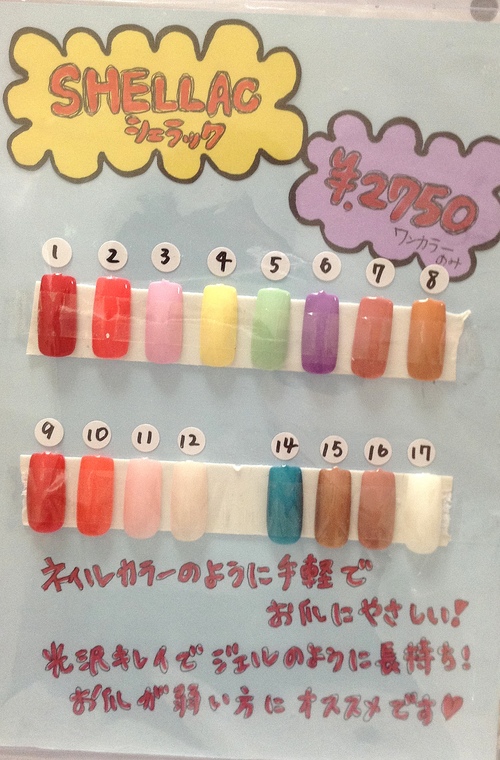 SHELLAC
シェラック
¥.2750
ワンカラー
のみ
1 2 3 4 5 6 7 8
9 10 11 12 14 15 16 17
ネイルカラーのように手軽で
お爪にやさしい!
光沢キレイでジェルのように長持ち!
お爪が弱い方にオススメです♥